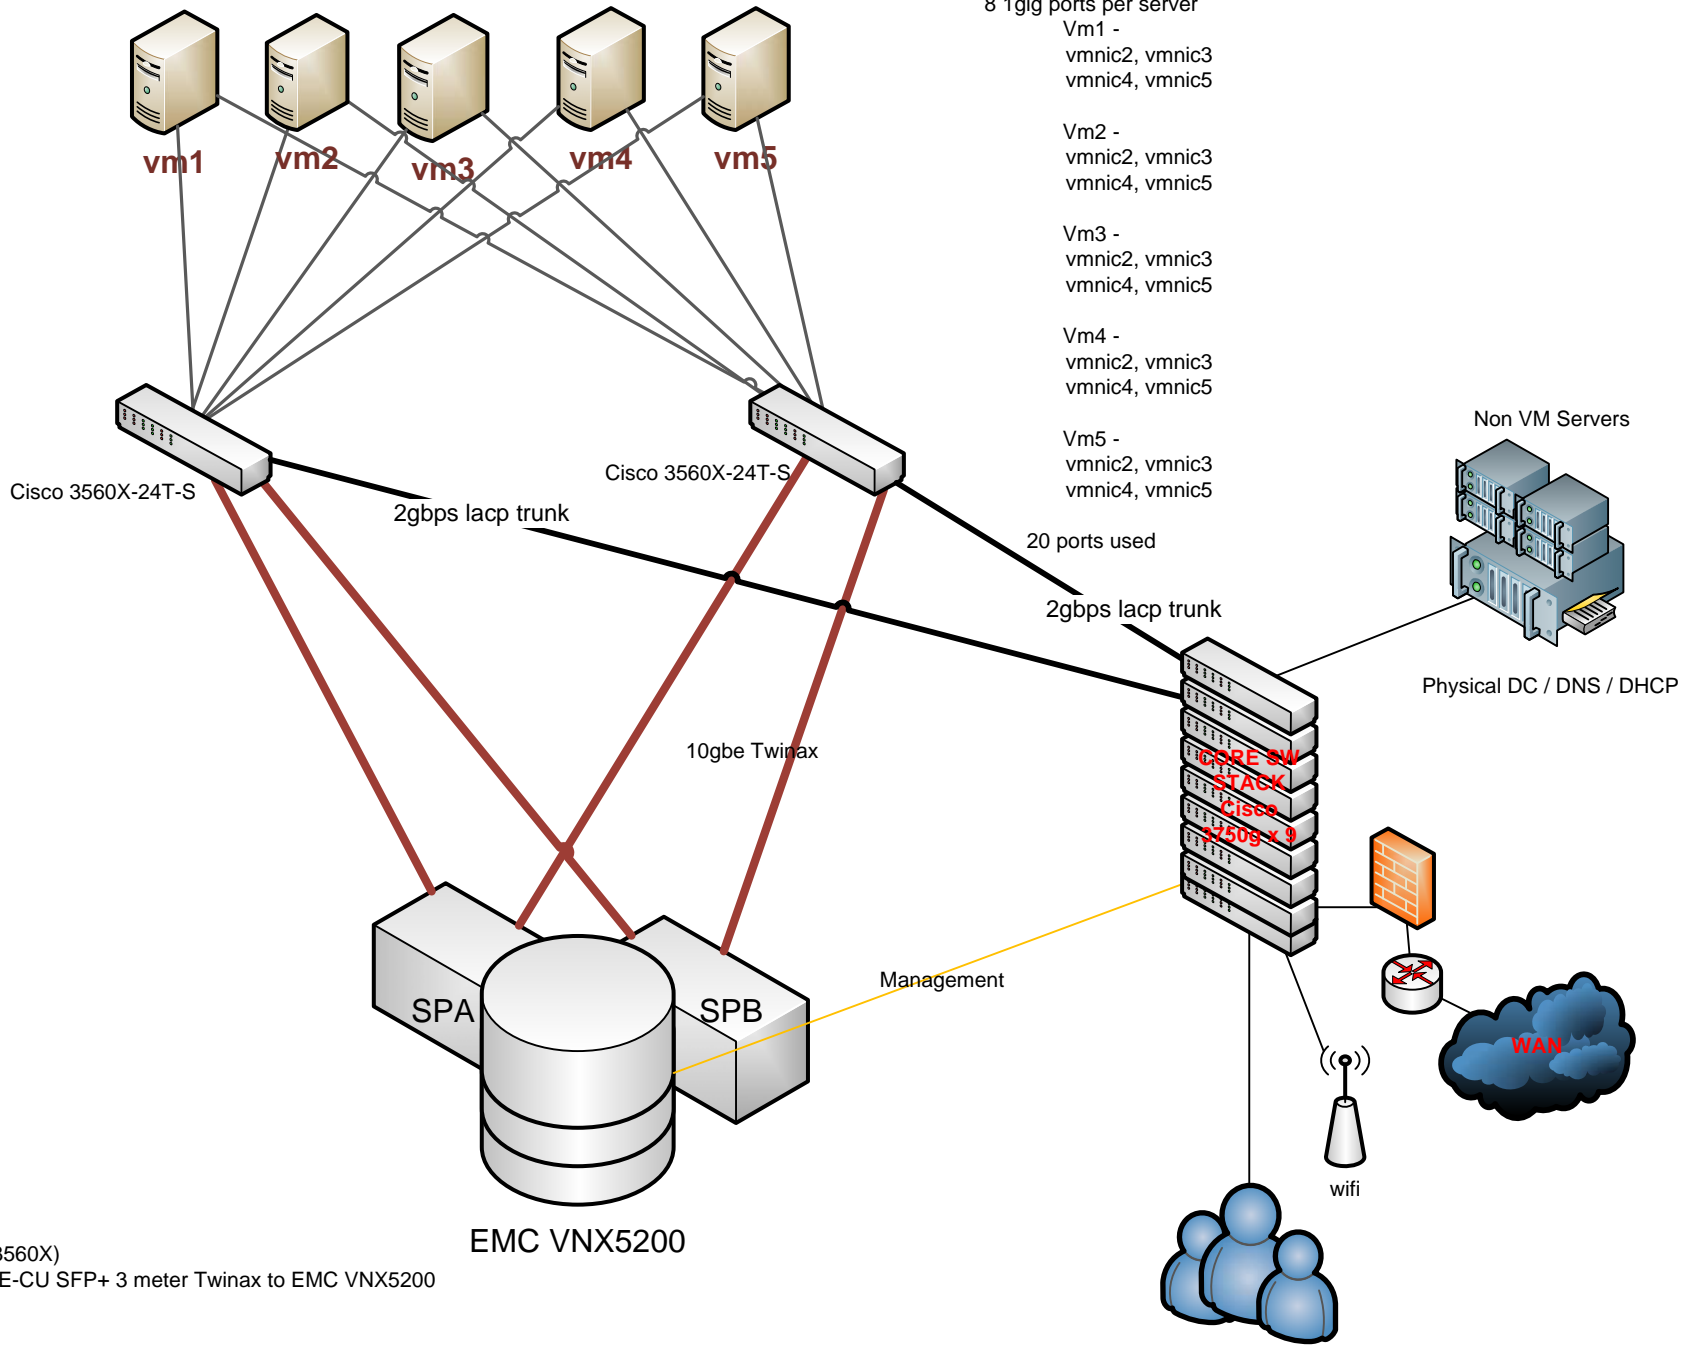 8 1gig ports per server
Vm1 -
vmnic2, vmnic3
vmnic4, vmnic5
Vm2 -
vmnic2, vmnic3
vmnic4, vmnic5
Vm3 -
vmnic2, vmnic3
vmnic4, vmnic5
Vm4 -
vmnic2, vmnic3
vmnic4, vmnic5
Vm5 -
vmnic2, vmnic3
vmnic4, vmnic5
20 ports used
vm1
vm2
vm3
vm4
vm5
Cisco 3560X-24T-S
Cisco 3560X-24T-S
2gbps lacp trunk
2gbps lacp trunk
Non VM Servers
Physical DC / DNS / DHCP
10gbe Twinax
CORE SW
STACK
Cisco
3750g x 9
Management
SPA
SPB
WAN
wifi
EMC VNX5200
3560X)
E-CU SFP+ 3 meter Twinax to EMC VNX5200